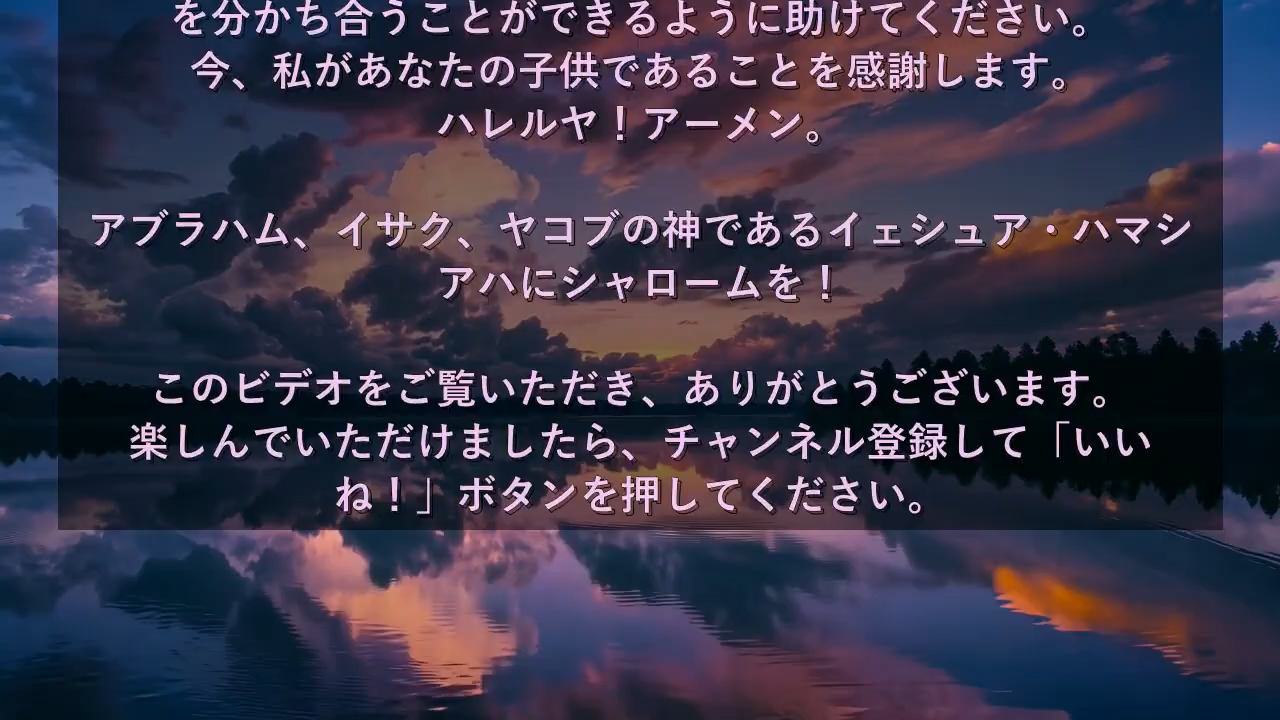 を分かち合うことができるように助けてください。
今、私があなたの子供であることを感謝します。
ハレルヤ！アーメン。
アブラハム、イサク、ヤコブの神であるイェシュア・ハマシ
アハにシャロームを！
このビデオをご覧いただき、ありがとうございます。
楽しんでいただけましたら、チャンネル登録して「いい
ね！」ボタンを押してください。